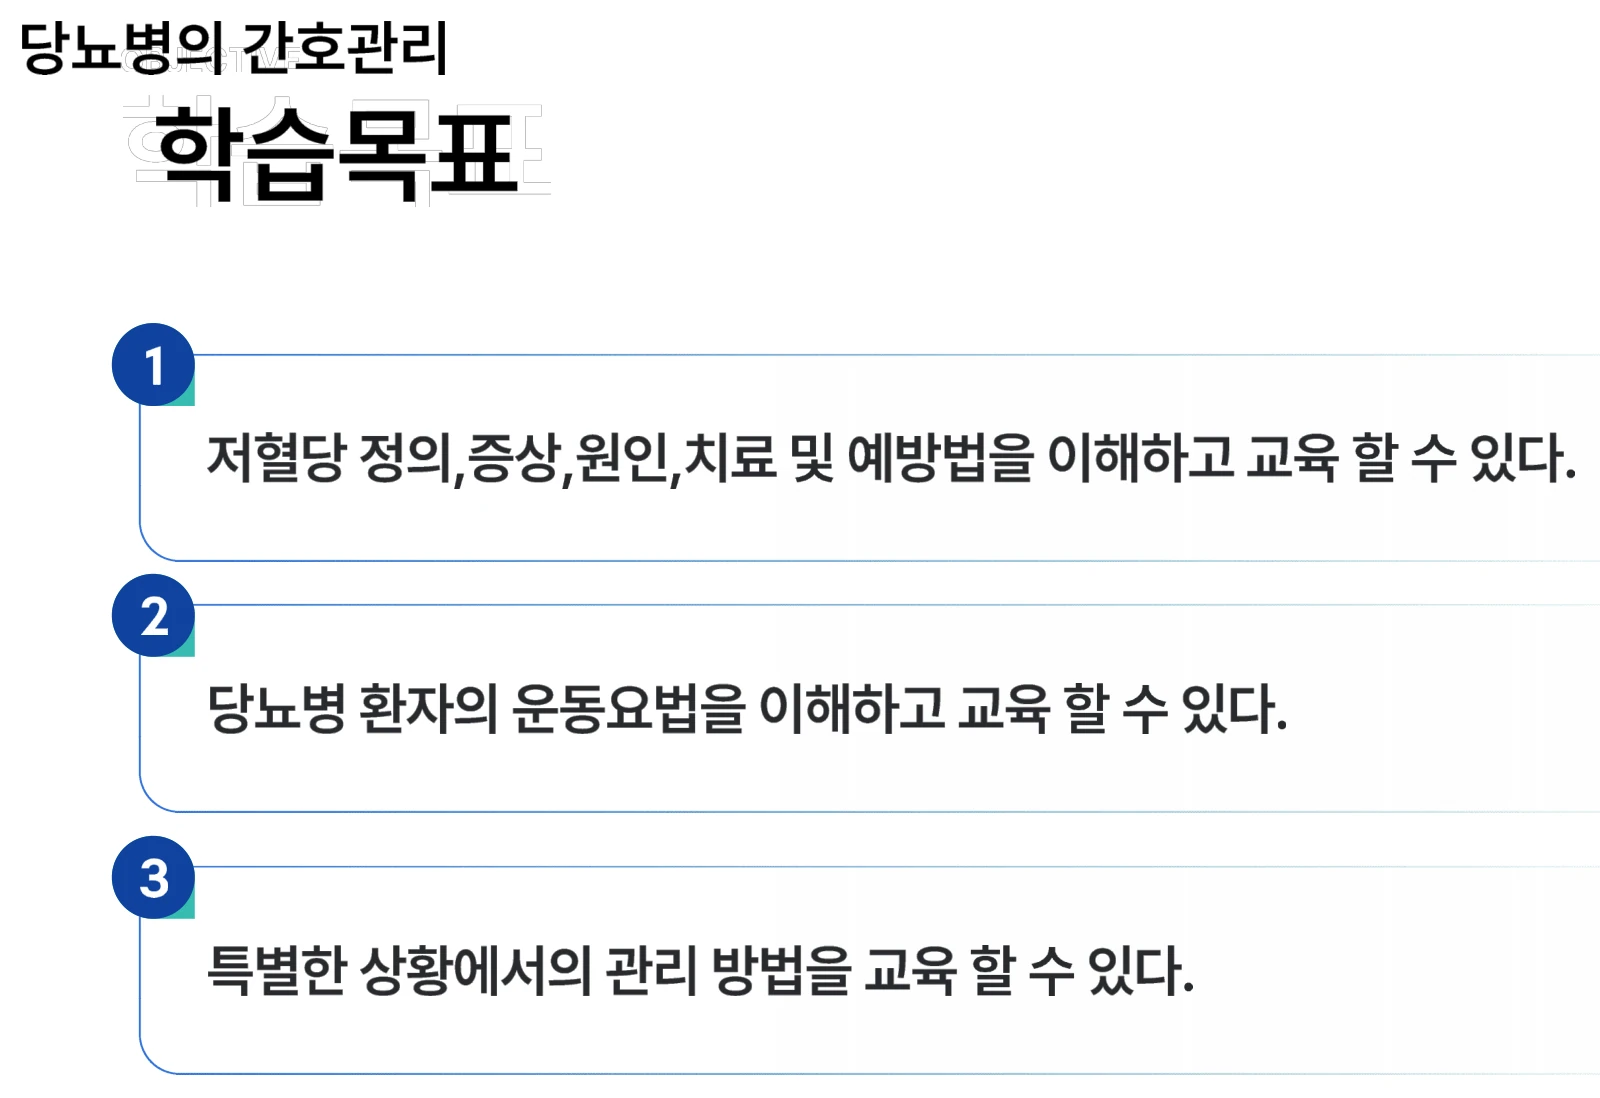 당뇨병의 간호관리
OBJECTIVE
학습목표
1
저혈당 정의,증상,원인,치료 및 예방법을 이해하고 교육 할 수 있다.
2
당뇨병 환자의 운동요법을 이해하고 교육 할 수 있다.
3
특별한 상황에서의 관리 방법을 교육 할 수 있다.